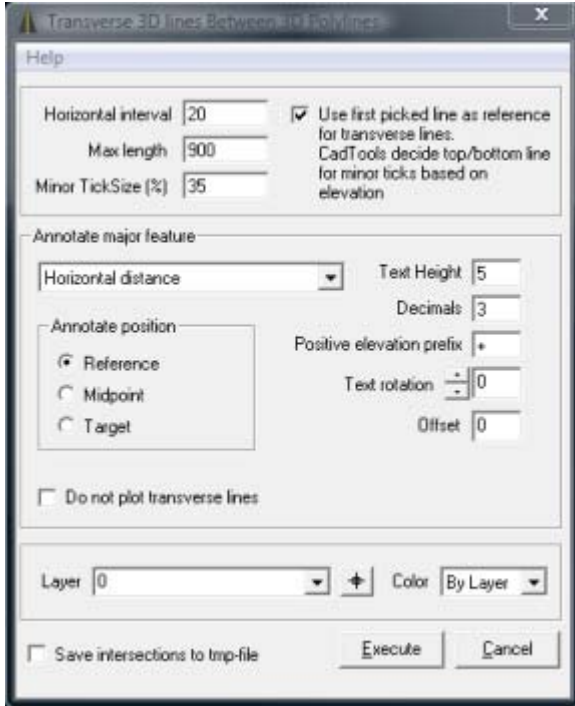 Transverse 3D lines Between 3D Polylines
X
Help
Horizontal interval 20
Max length 900
Minor TickSize (%) 35
Use first picked line as reference
for transverse lines.
CadTools decide top/bottom line
for minor ticks based on
elevation
Annotate major feature
Horizontal distance
Text Height 5
Decimals 3
Positive elevation prefix +
Text rotation 0
Offset 0
Annotate position
Reference
Midpoint
Target
Do not plot transverse lines
Layer 0
Color By Layer
Save intersections to tmp-file
Execute
Cancel